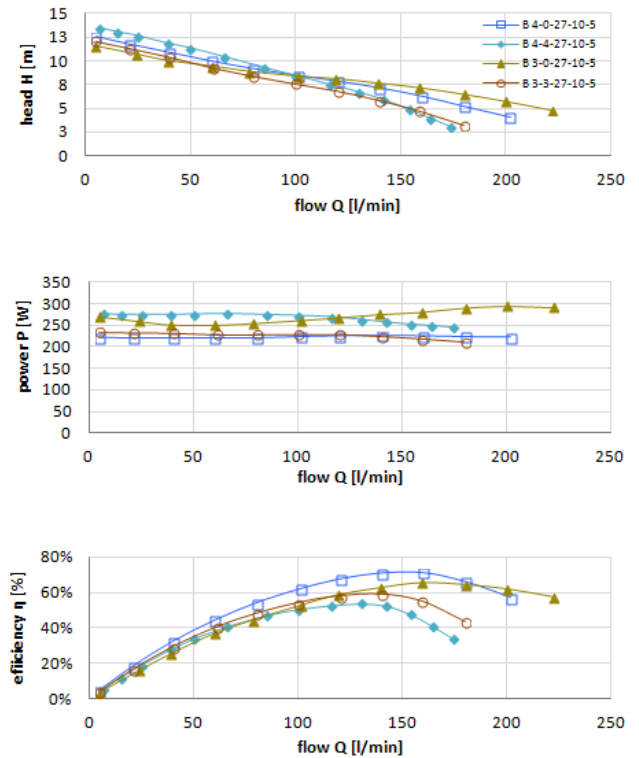 head H [m]
15
13
10
8
5
3
0
B 4-0-27-10-5
B 4-4-27-10-5
B 3-0-27-10-5
B 3-3-27-10-5
0 50 100 150 200 250
flow Q [l/min]
power P [W]
350
300
250
200
150
100
50
0
0 50 100 150 200 250
flow Q [l/min]
efiiciency η [%]
80%
60%
40%
20%
0%
0 50 100 150 200 250
flow Q [l/min]